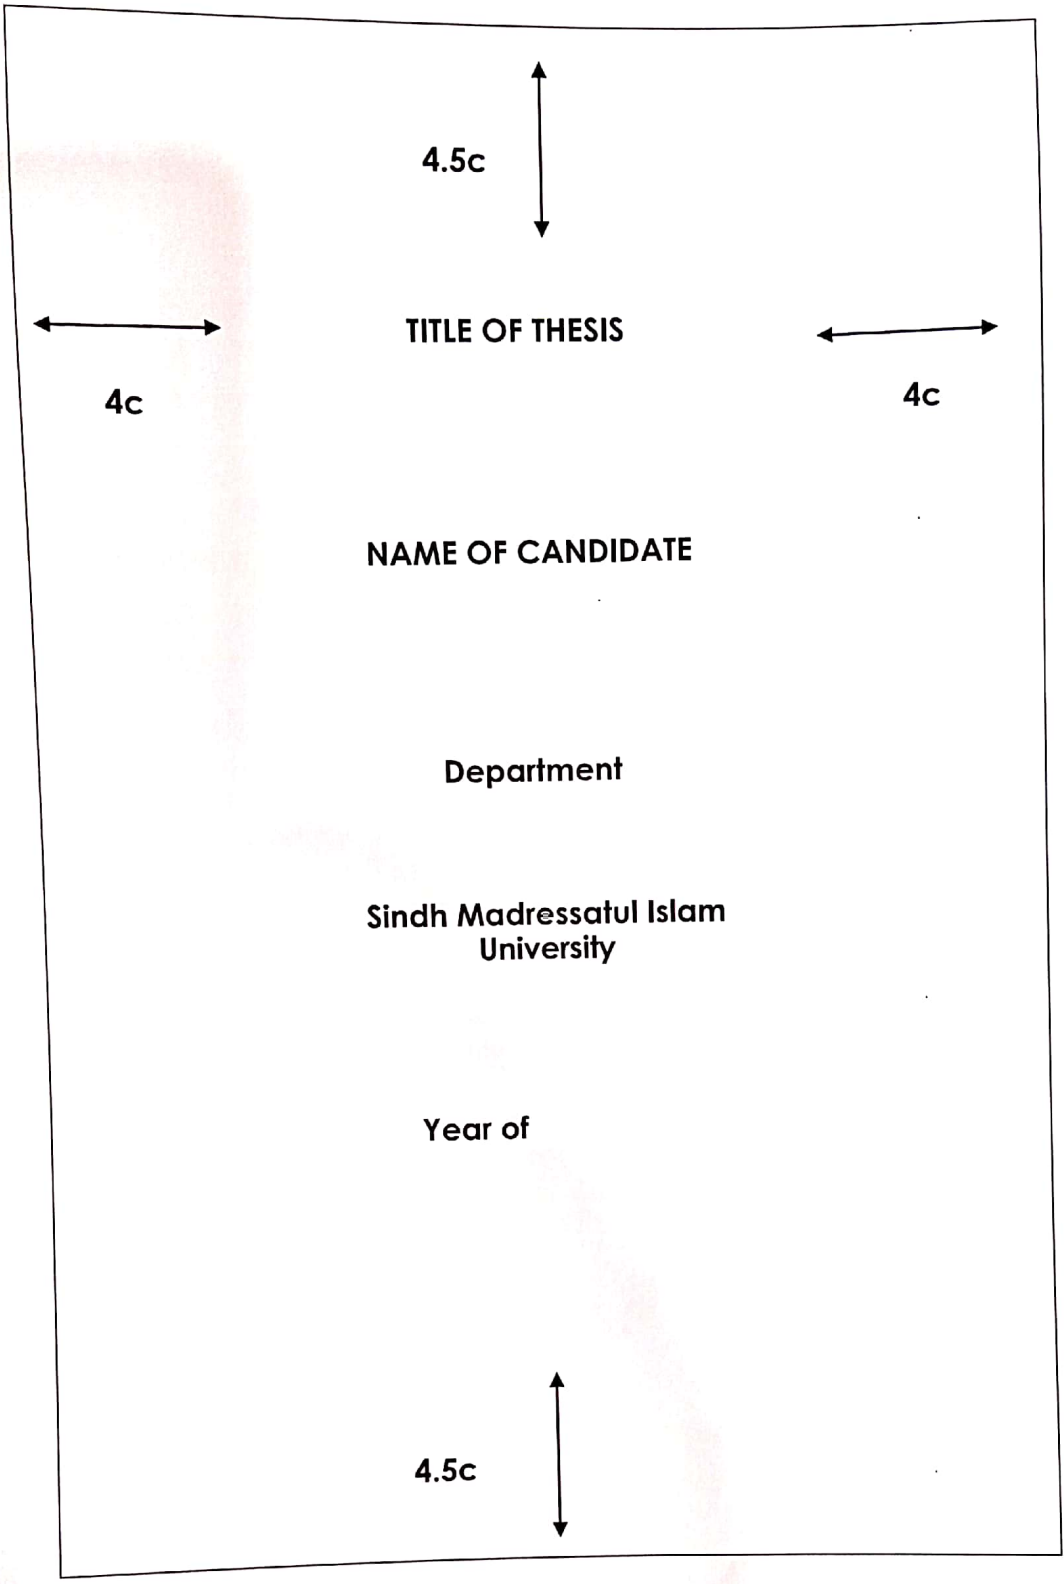 4.5c
TITLE OF THESIS
4c
4c
NAME OF CANDIDATE
Department
Sindh Madressatul Islam
University
Year of
4.5c